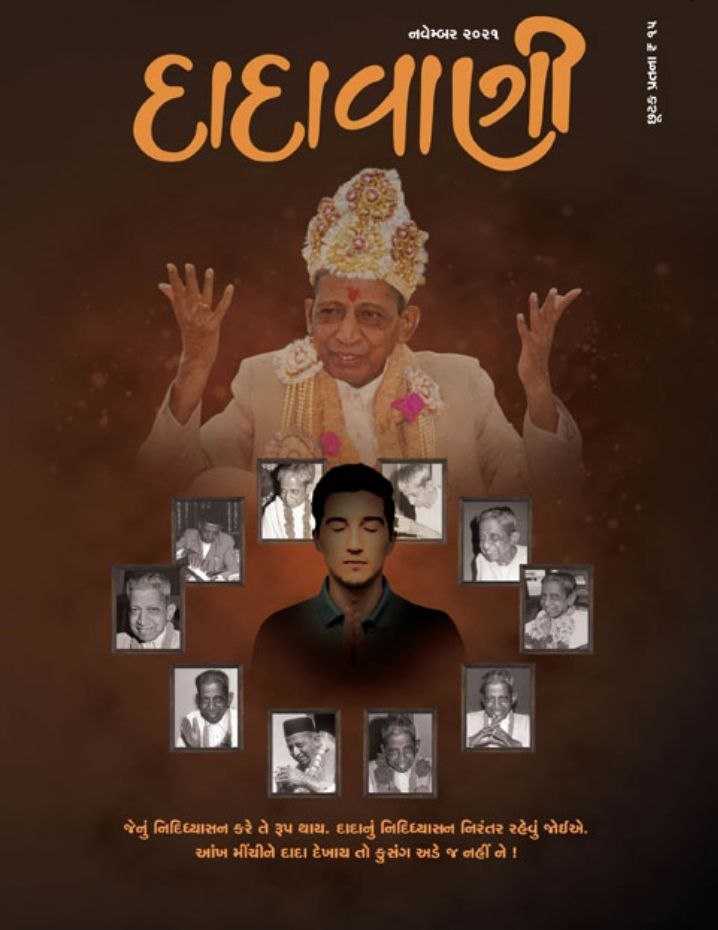 નવેમ્બર ૨૦૨૧
છૂટક પ્રતના ₹ ૧૫
દાદાવાણી
જેનું નિદિધ્યાસન કરે તે રૂપ થાય. દાદાનું નિદિધ્યાસન નિરંતર રહેવું જોઈએ.
આંખ મીંચીને દાદા દેખાય તો કુસંગ અડે જ નહીં ને !